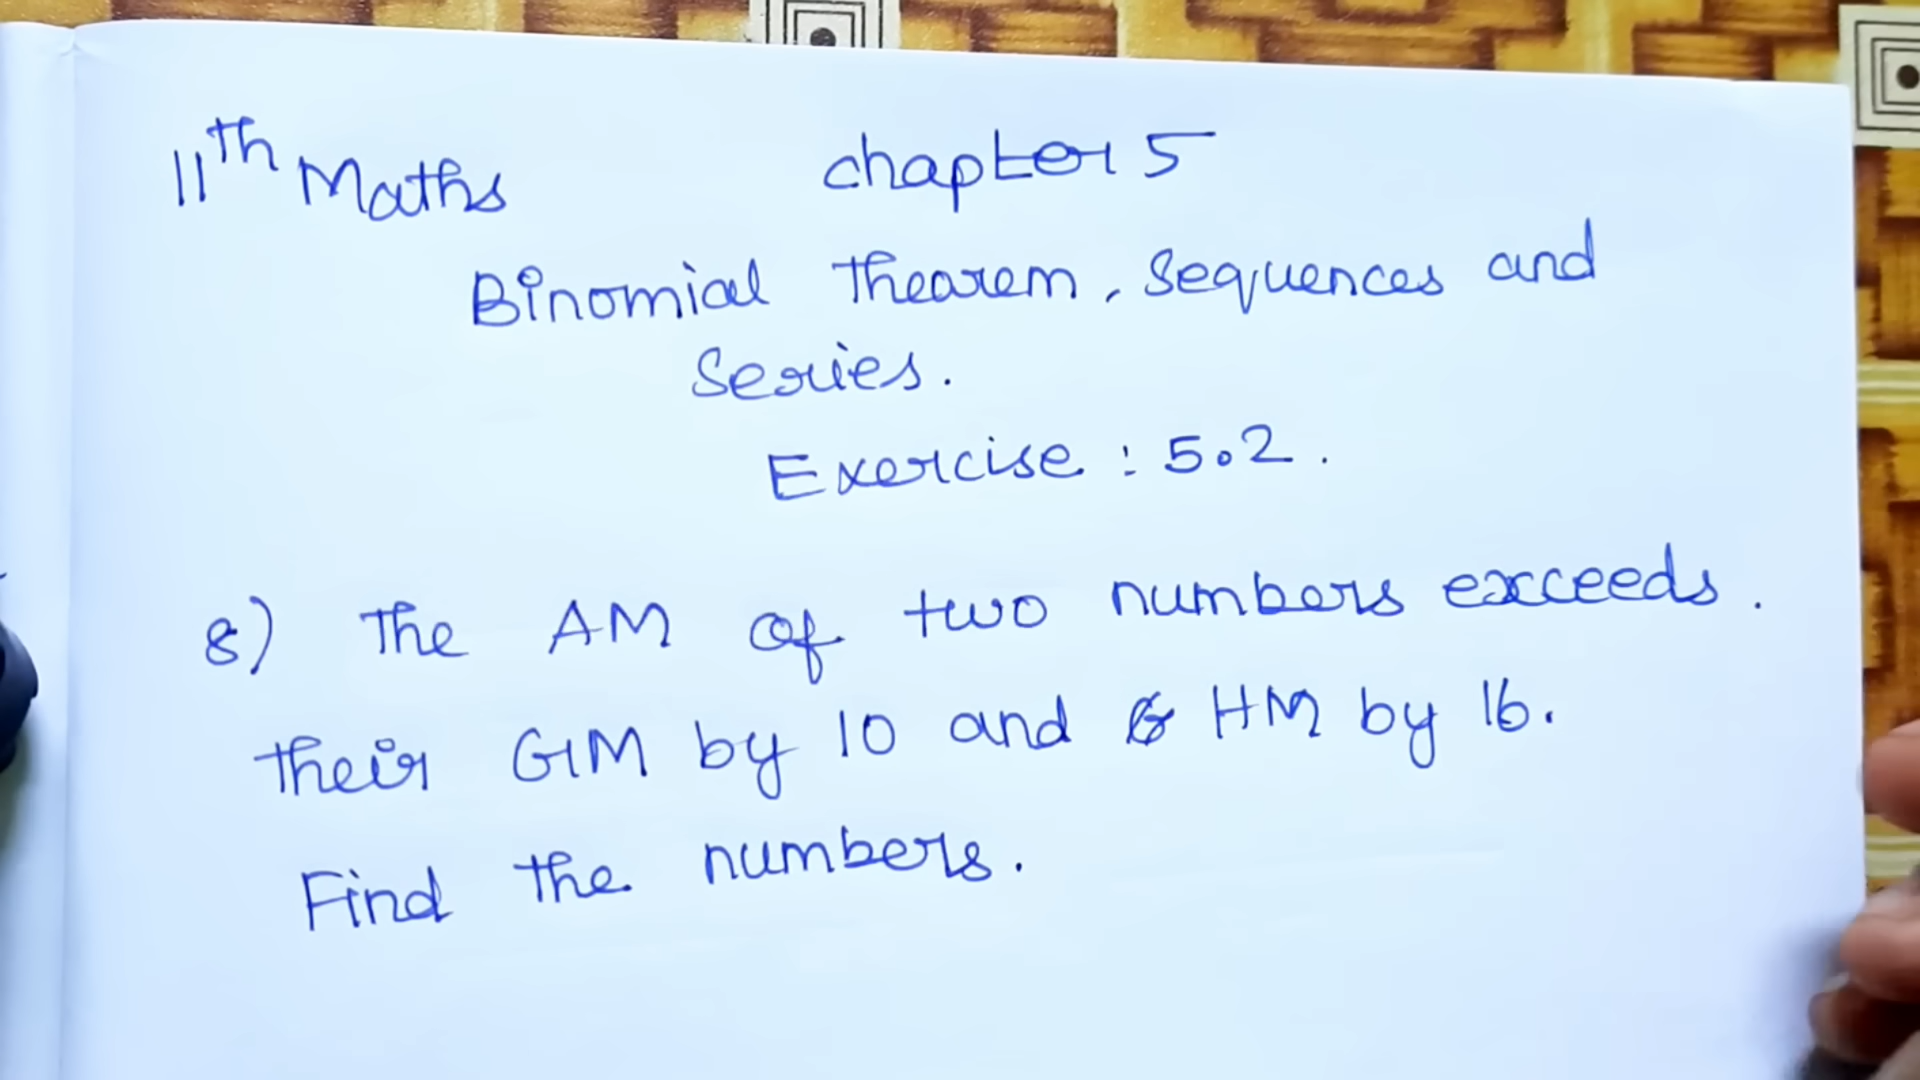 11th Maths chapter 5
Binomial Thearem, Sequences and
Series.
Exercise : 5.2.
8) The AM of two numbers exceeds.
their GM by 10 and HM by 16.
Find the numbers.